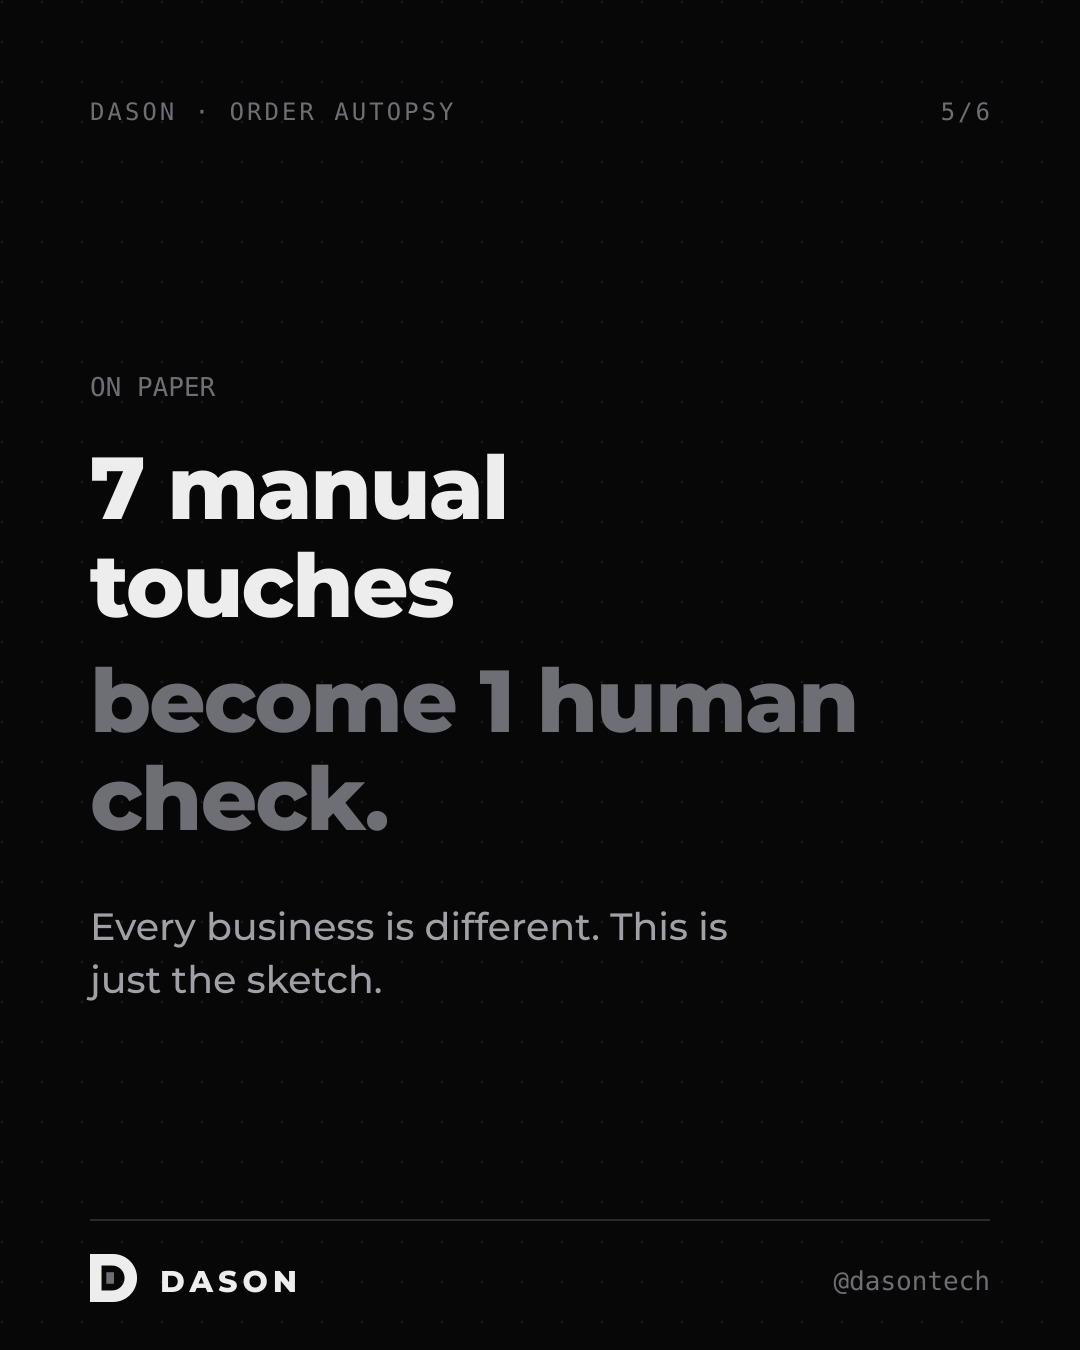 DASON · ORDER AUTOPSY
5/6
ON PAPER
7 manual
touches
become 1 human
check.
Every business is different. This is
just the sketch.
DASON
@dasontech